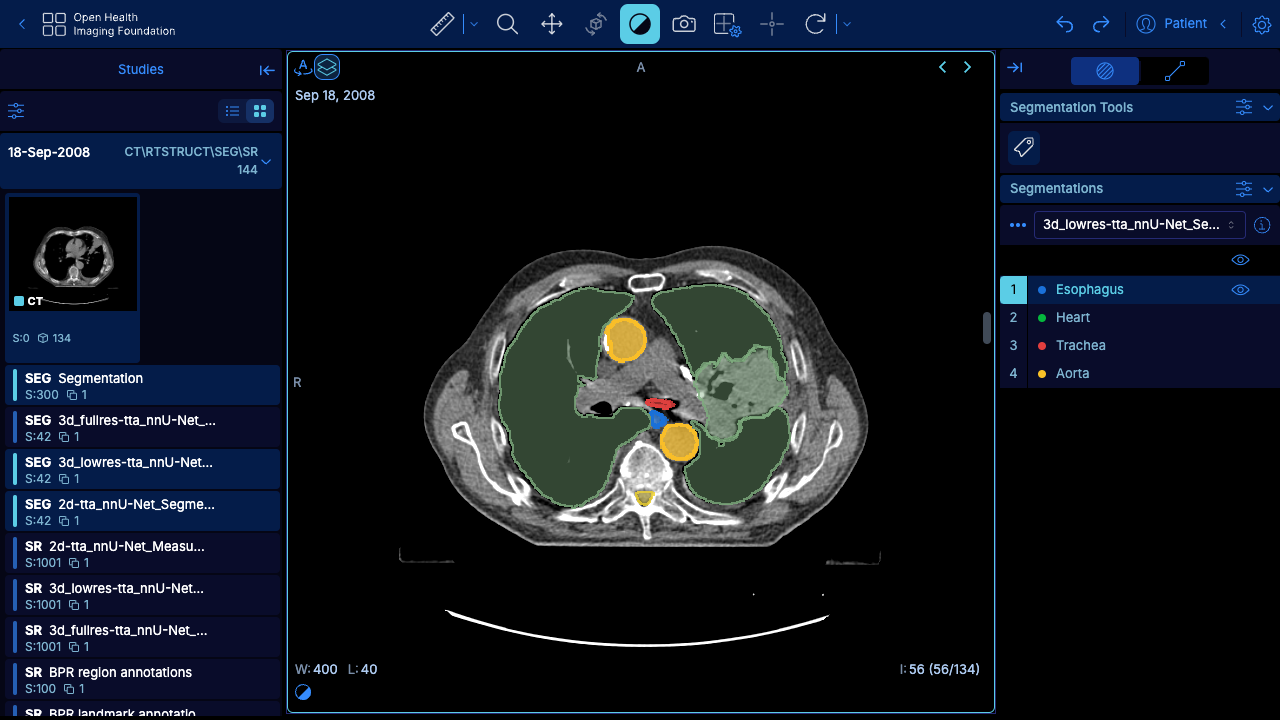 Open Health
Imaging Foundation
Patient
Studies
18-Sep-2008
CT\RTSTRUCT\SEG\SR
144
CT
S:0 134
SEG Segmentation
S:300 1
SEG 3d_fullres-tta_nnU-Net_...
S:42 1
SEG 3d_lowres-tta_nnU-Net...
S:42 1
SEG 2d-tta_nnU-Net_Segme...
S:42 1
SR 2d-tta_nnU-Net_Measu...
S:1001 1
SR 3d_lowres-tta_nnU-Net...
S:1001 1
SR 3d_fullres-tta_nnU-Net_...
S:1001 1
SR BPR region annotations
S:100 1
SR BPR landmark annotatio
A
A
Sep 18, 2008
R
W: 400 L: 40
I: 56 (56/134)
Segmentation Tools
Segmentations
3d_lowres-tta_nnU-Net_Se...
1 Esophagus
2 Heart
3 Trachea
4 Aorta